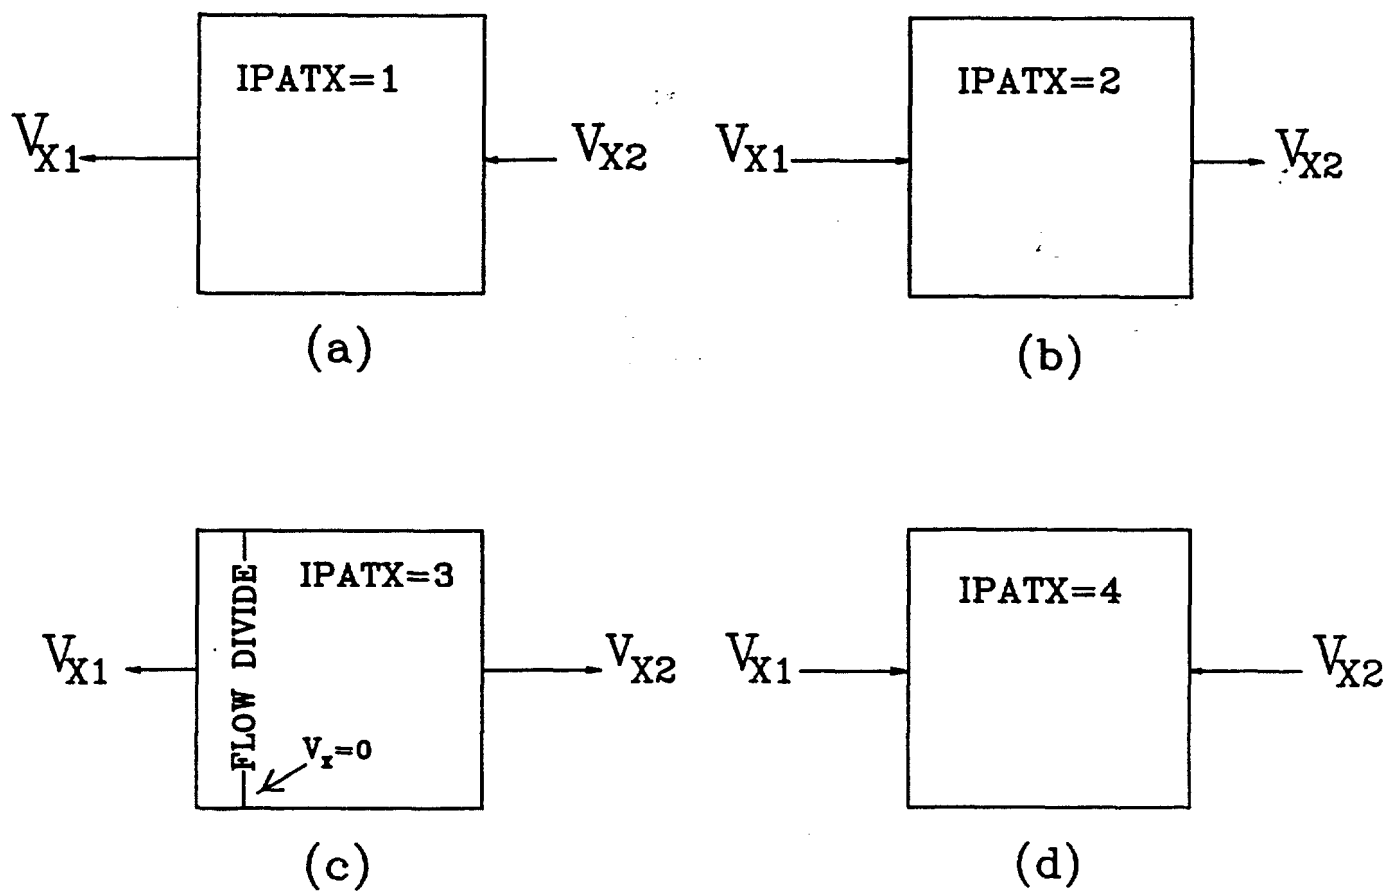 IPATX=1
V_X1
V_X2
(a)
IPATX=2
V_X1
V_X2
(b)
IPATX=3
FLOW DIVIDE
V_X1
V_X2
V_x=0
(c)
IPATX=4
V_X1
V_X2
(d)